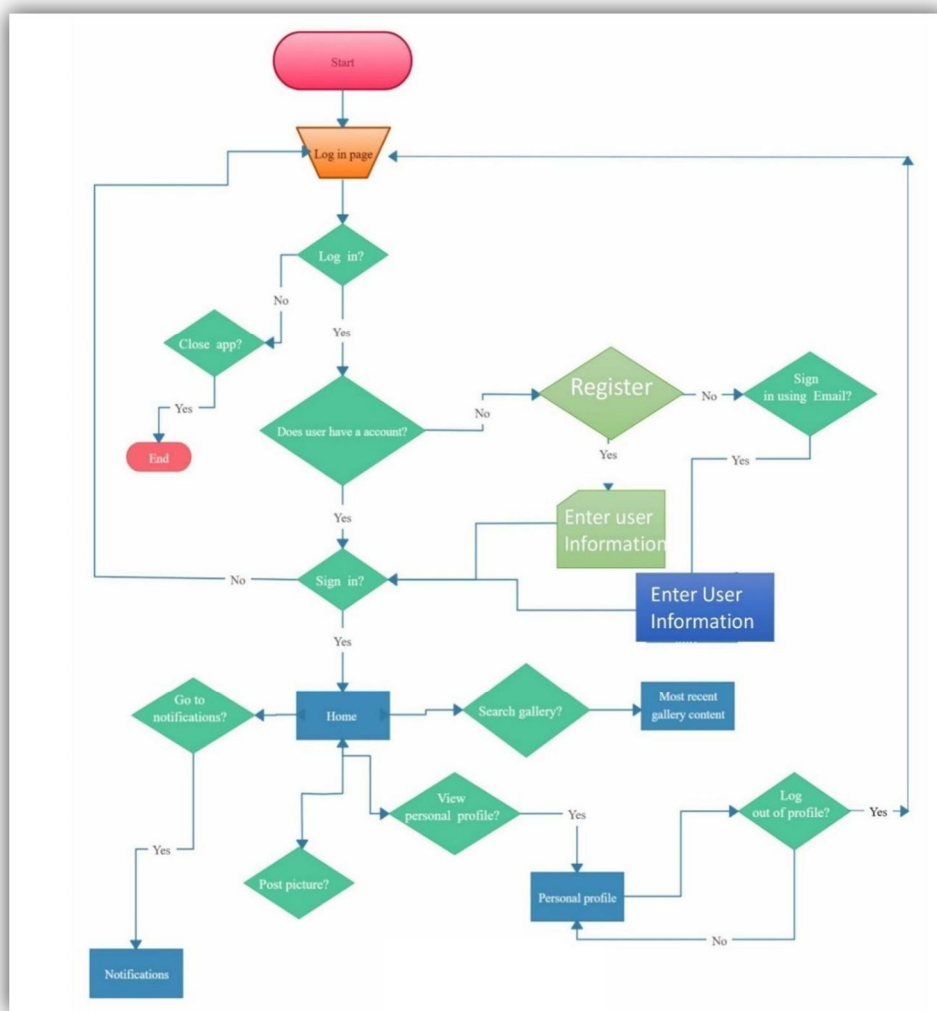 Start
Log in page
Log in?
No
Yes
Close app?
Yes
End
Does user have a account?
No
Register
No
Sign
in using Email?
Yes
Yes
Yes
Enter user
Information
Sign in?
No
Enter User
Information
Yes
Go to
notifications?
Home
Search gallery?
Most recent
gallery content
View
personal profile?
Yes
Log
out of profile?
Yes
Yes
Post picture?
Personal profile
No
Notifications